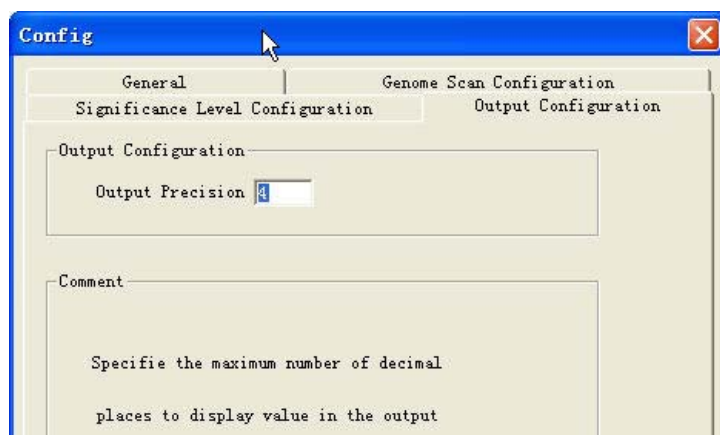 Config
General
Genome Scan Configuration
Significance Level Configuration
Output Configuration
Output Configuration
Output Precision 4
Comment
Specifie the maximum number of decimal
places to display value in the output